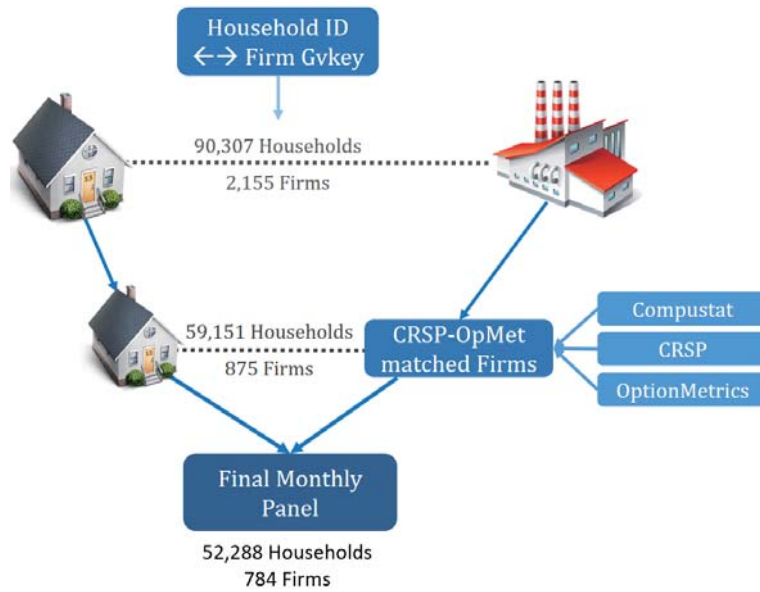 Household ID
←→ Firm Gvkey
90,307 Households
2,155 Firms
59,151 Households
875 Firms
CRSP-OpMet
matched Firms
Compustat
CRSP
OptionMetrics
Final Monthly
Panel
52,288 Households
784 Firms